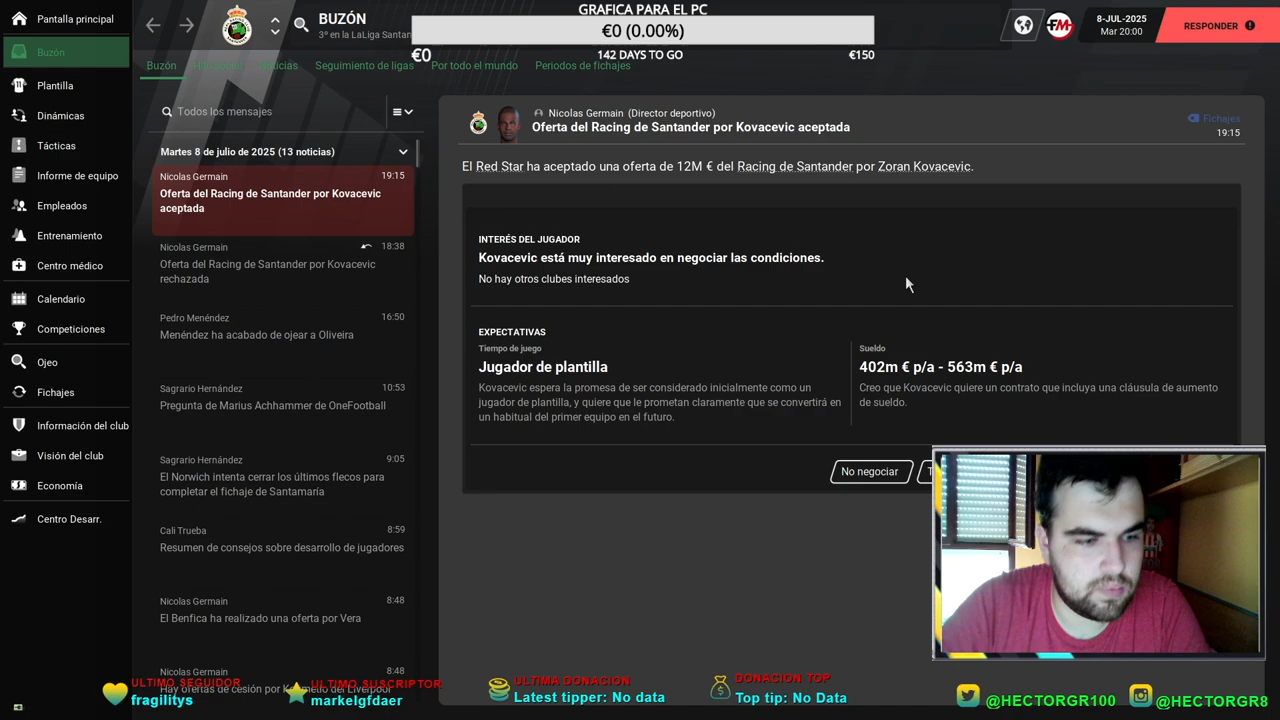 Pantalla principal
Buzón
Plantilla
Dinámicas
Tácticas
Informe de equipo
Empleados
Entrenamiento
Centro médico
Calendario
Competiciones
Ojeo
Fichajes
Información del club
Visión del club
Economía
Centro Desarr.
BUZÓN
3º en la LaLiga Santan
GRAFICA PARA EL PC
€0 (0.00%)
€0
142 DAYS TO GO
€150
FM
8-JUL-2025
Mar 20:00
RESPONDER
Buzón
Noticias
Seguimiento de ligas
Por todo el mundo
Periodos de fichajes
Todos los mensajes
Martes 8 de julio de 2025 (13 noticias)
Nicolas Germain
19:15
Oferta del Racing de Santander por Kovacevic
aceptada
Nicolas Germain
18:38
Oferta del Racing de Santander por Kovacevic
rechazada
Pedro Menéndez
16:50
Menéndez ha acabado de ojear a Oliveira
Sagrario Hernández
10:53
Pregunta de Marius Achhammer de OneFootball
Sagrario Hernández
9:05
El Norwich intenta cerrar los últimos flecos para
completar el fichaje de Santamaría
Cali Trueba
8:59
Resumen de consejos sobre desarrollo de jugadores
Nicolas Germain
8:48
El Benfica ha realizado una oferta por Vera
Nicolas Germain
8:48
Hay ofertas de cesión por Liverpool
Nicolas Germain (Director deportivo)
Oferta del Racing de Santander por Kovacevic aceptada
Fichajes
19:15
El Red Star ha aceptado una oferta de 12M € del Racing de Santander por Zoran Kovacevic.
INTERÉS DEL JUGADOR
Kovacevic está muy interesado en negociar las condiciones.
No hay otros clubes interesados
EXPECTATIVAS
Tiempo de juego
Jugador de plantilla
Kovacevic espera la promesa de ser considerado inicialmente como un
jugador de plantilla, y quiere que le prometan claramente que se convertirá en
un habitual del primer equipo en el futuro.
Sueldo
402m € p/a - 563m € p/a
Creo que Kovacevic quiere un contrato que incluya una cláusula de aumento
de sueldo.
No negociar
ULTIMO SEGUIDOR
fragilitys
ULTIMO SUSCRIPTOR
markelgfdaer
ULTIMA DONACION
Latest tipper: No data
DONACION TOP
Top tip: No Data
@HECTORGR100
@HECTORGR8